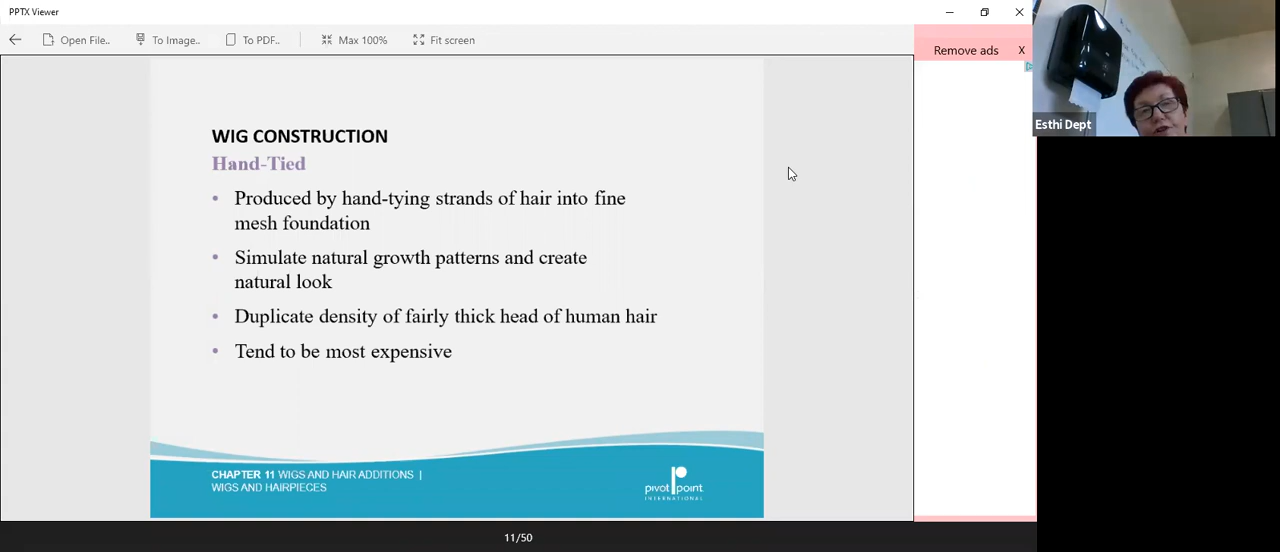 PPTX Viewer
Open File..
To Image..
To PDF..
Max 100%
Fit screen
Remove ads X
Esthi Dept
WIG CONSTRUCTION
Hand-Tied
• Produced by hand-tying strands of hair into fine
mesh foundation
• Simulate natural growth patterns and create
natural look
• Duplicate density of fairly thick head of human hair
• Tend to be most expensive
CHAPTER 11 WIGS AND HAIR ADDITIONS |
WIGS AND HAIRPIECES
pivot point
INTERNATIONAL
11/50